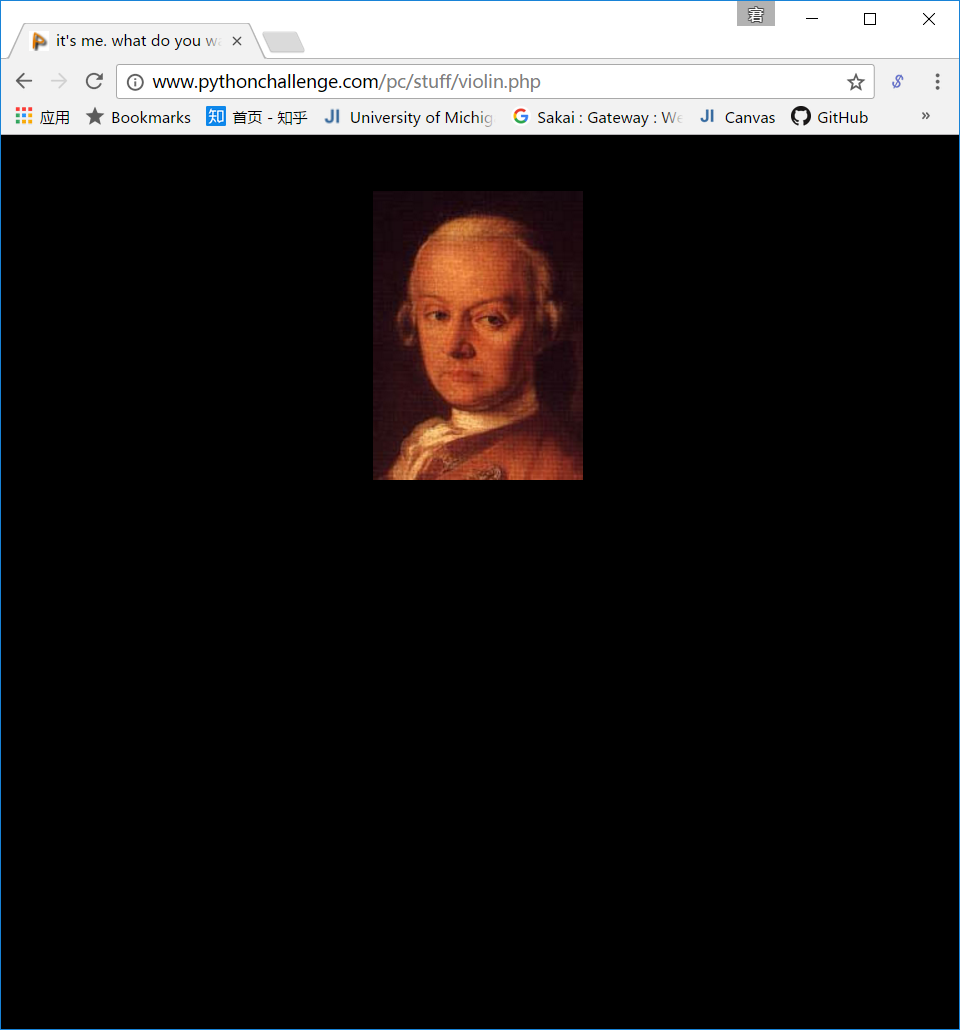 it's me. what do you wa
www.pythonchallenge.com/pc/stuff/violin.php
应用 Bookmarks 知 首页 - 知乎 JI University of Michig Sakai : Gateway : We JI Canvas GitHub »